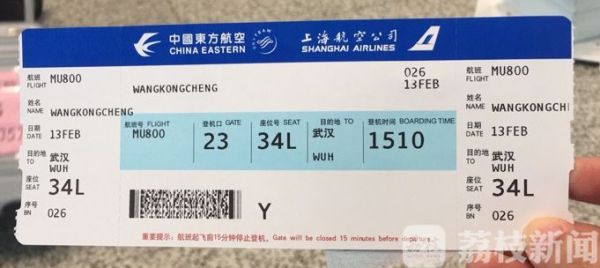 中國東方航空 上海航空公司
CHINA EASTERN SKYTEAM SHANGHAI AIRLINES
航班 FLIGHT MU800
姓名 NAME WANGKONGCHENG
日期 DATE 13FEB
目的地 TO 武汉 WUH
座位 SEAT 34L
序号 BN 026
WANGKONGCHENG
026
13FEB
航班号 FLIGHT 登机口 GATE 座位号 SEAT 目的地 TO 登机时间 BOARDING TIME
MU800 23 34L 武汉 WUH 1510
Y
重要提示：航班起飞前15分钟停止登机。Gate will be closed 15 minutes before departure.
航班 FLIGHT MU800
姓名 NAME
日期 DATE 13FEB
目的地 TO 武汉 WUH
座位 SEAT 34L
序号 BN 026
荔枝新闻